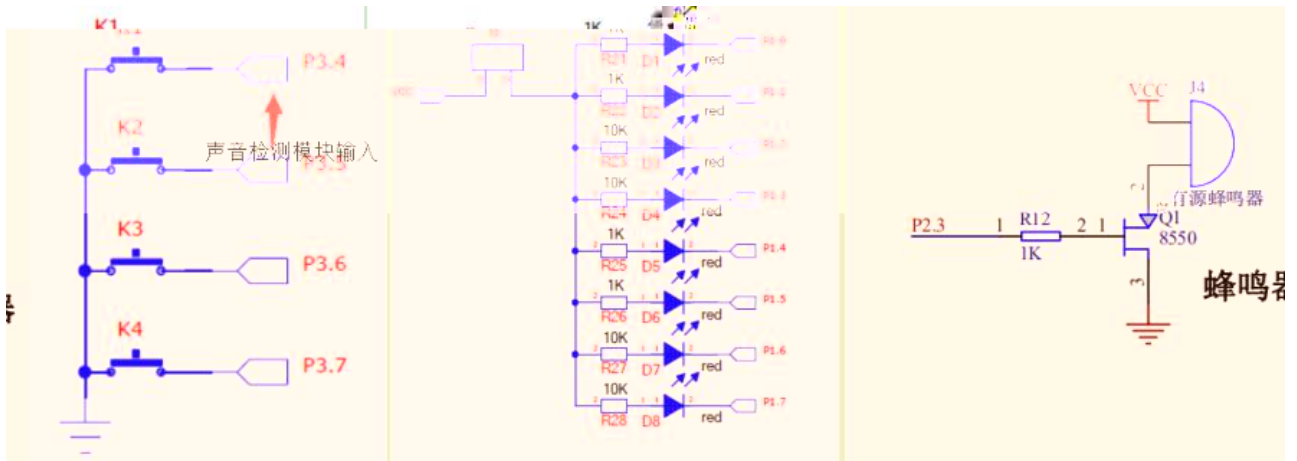 K1
P3.4
K2
声音检测模块输入
P3.5
K3
P3.6
K4
P3.7
1K
R21 D1 red
1K
red
10K
red
10K
R24 D4 red
1K
R25 D5 red
P1.4
1K
R26 D6 red
P1.5
10K
R27 D7 red
P1.6
10K
R28 D8 red
P1.7
VCC
J4
有源蜂鸣器
P2.3
1
R12
2
1
Q1
1K
8550
3
蜂鸣器